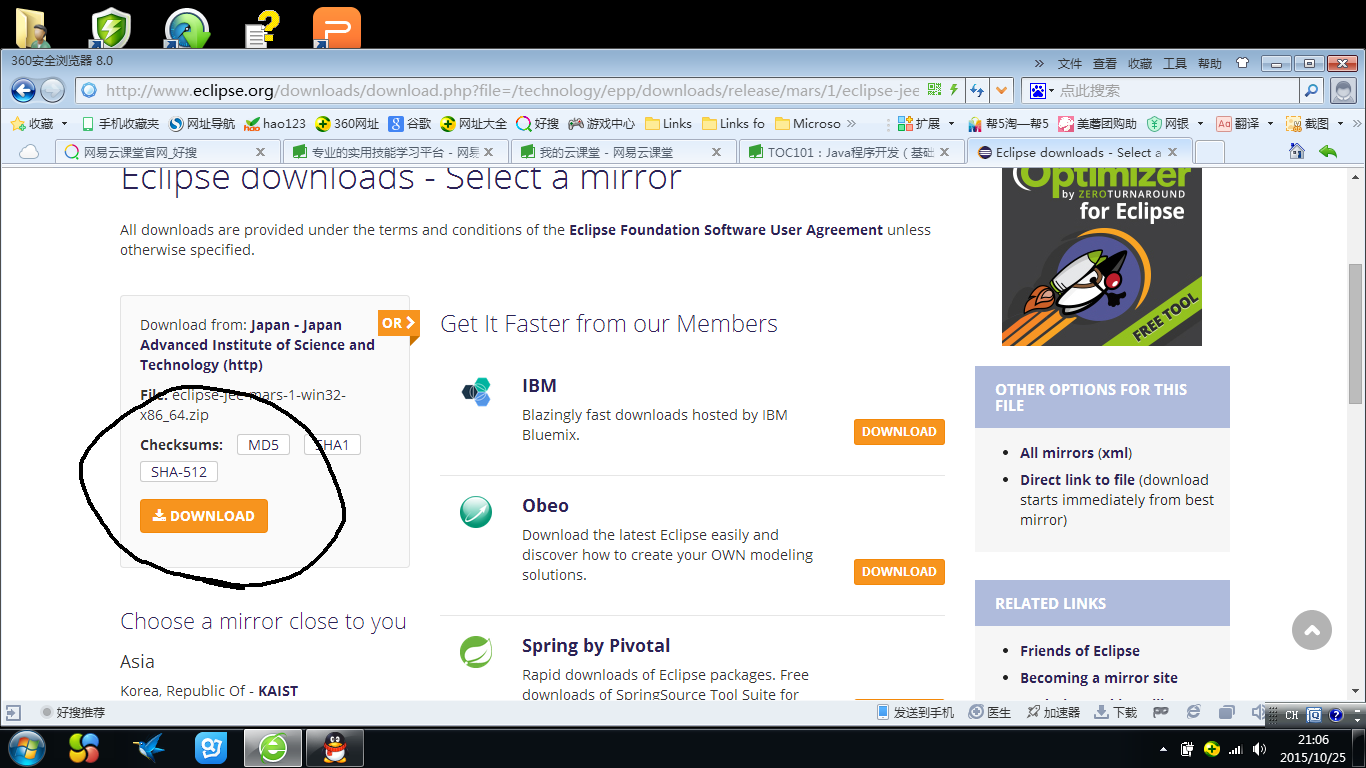 360安全浏览器 8.0
» 文件 查看 收藏 工具 帮助
http://www.eclipse.org/downloads/download.php?file=/technology/epp/downloads/release/mars/1/eclipse-jee
点此搜索
收藏 手机收藏夹 网址导航 hao123 360网址 谷歌 网址大全 好搜 游戏中心 Links Links fo Microso » 扩展 帮5淘—帮5 美蘑团购助 网银 Aa 翻译 截图 »
网易云课堂官网_好搜 专业的实用技能学习平台 - 网易 我的云课堂 - 网易云课堂 TOC101：Java程序开发（基础 Eclipse downloads - Select a
Eclipse downloads - Select a mirror
All downloads are provided under the terms and conditions of the Eclipse Foundation Software User Agreement unless
otherwise specified.
Download from: Japan - Japan
Advanced Institute of Science and
Technology (http)
File: eclipse-jee-mars-1-win32-
x86_64.zip
Checksums: MD5 SHA1
SHA-512
DOWNLOAD
OR
Choose a mirror close to you
Asia
Korea, Republic Of - KAIST
Get It Faster from our Members
IBM
Blazingly fast downloads hosted by IBM
Bluemix.
DOWNLOAD
Obeo
Download the latest Eclipse easily and
discover how to create your OWN modeling
solutions.
DOWNLOAD
Spring by Pivotal
Rapid downloads of Eclipse packages. Free
downloads of SpringSource Tool Suite for
Optimizer
by ZEROTURNAROUND
for Eclipse
FREE TOOL
OTHER OPTIONS FOR THIS
FILE
All mirrors (xml)
Direct link to file (download
starts immediately from best
mirror)
RELATED LINKS
Friends of Eclipse
Becoming a mirror site
好搜推荐
发送到手机 医生 加速器 下载
CH
21:06
2015/10/25